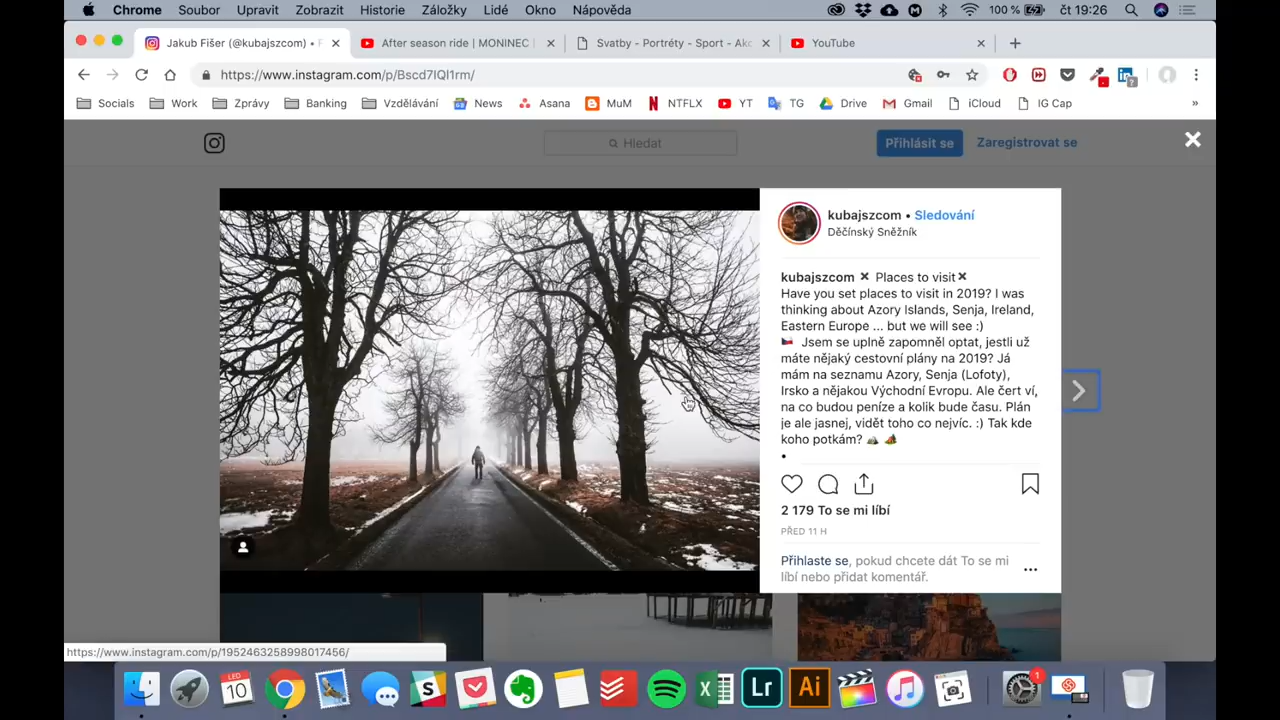 Chrome Soubor Upravit Zobrazit Historie Záložky Lidé Okno Nápověda 100 % čt 19:26
Jakub Fišer (@kubajszcom) • F After season ride | MONINEC | Svatby - Portréty - Sport - Akc YouTube
https://www.instagram.com/p/Bscd7IQl1rm/
Socials Work Zprávy Banking Vzdělávání News Asana MuM NTFLX YT TG Drive Gmail iCloud IG Cap »
Hledat Přihlásit se Zaregistrovat se
kubajszcom • Sledování
Děčínský Sněžník
kubajszcom ✖ Places to visit✖
Have you set places to visit in 2019? I was
thinking about Azory Islands, Senja, Ireland,
Eastern Europe ... but we will see :)
🇨🇿 Jsem se uplně zapomněl optat, jestli už
máte nějaký cestovní plány na 2019? Já
mám na seznamu Azory, Senja (Lofoty),
Irsko a nějakou Východní Evropu. Ale čert ví,
na co budou peníze a kolik bude času. Plán
je ale jasnej, vidět toho co nejvíc. :) Tak kde
koho potkám? 🏔 🏕
•
2 179 To se mi líbí
PŘED 11 H
Přihlaste se, pokud chcete dát To se mi
líbí nebo přidat komentář.
https://www.instagram.com/p/1952463258998017456/
LED
10
Lr
Ai
1